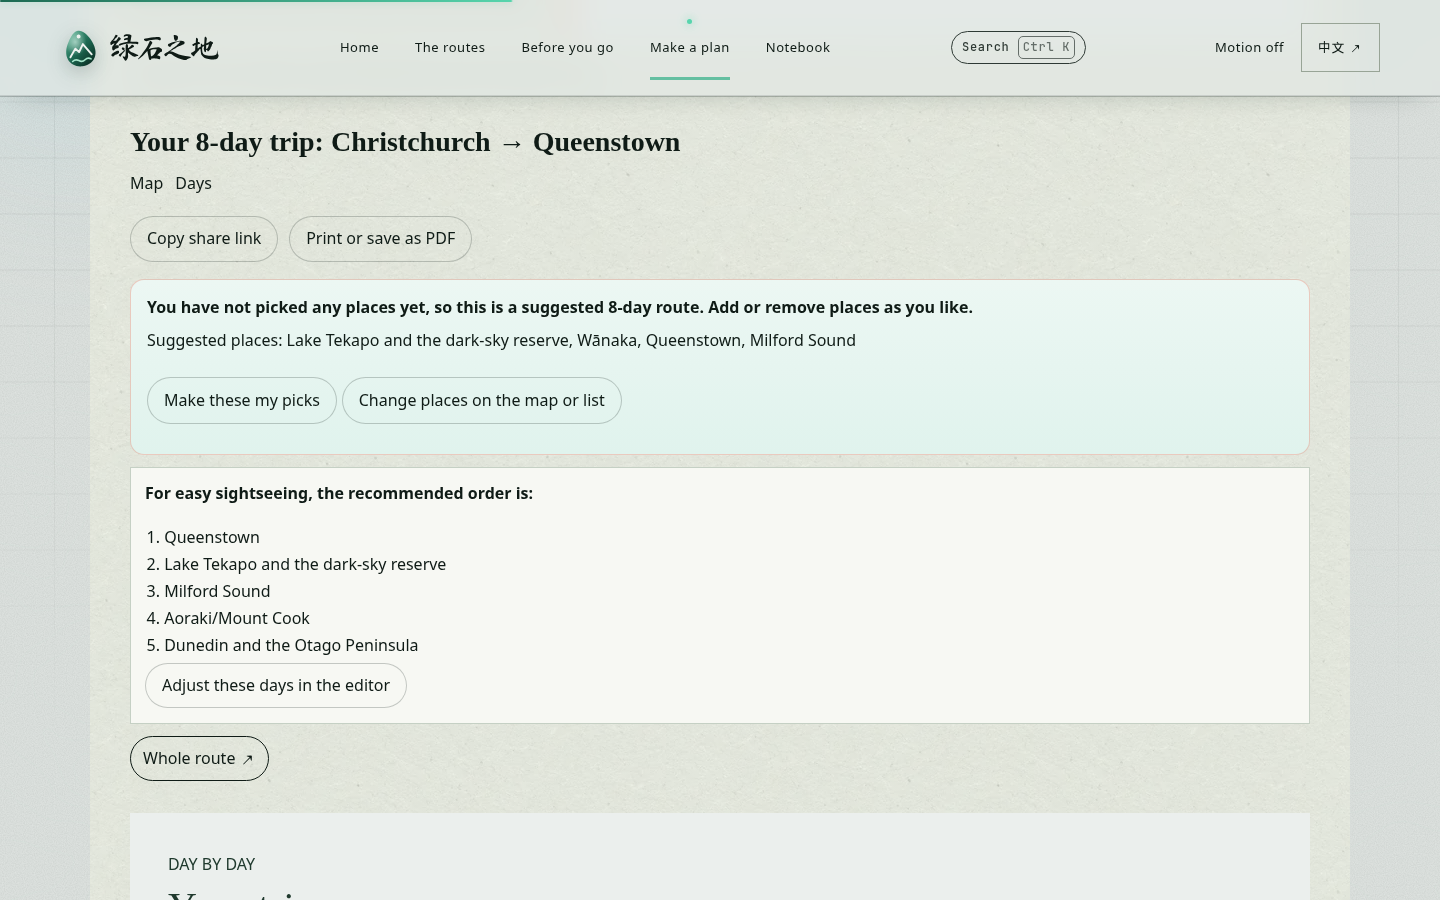 绿石之地
Home
The routes
Before you go
Make a plan
Notebook
Search Ctrl K
Motion off
中文 ↗
Your 8-day trip: Christchurch → Queenstown
Map Days
Copy share link
Print or save as PDF
You have not picked any places yet, so this is a suggested 8-day route. Add or remove places as you like.
Suggested places: Lake Tekapo and the dark-sky reserve, Wānaka, Queenstown, Milford Sound
Make these my picks
Change places on the map or list
For easy sightseeing, the recommended order is:
1. Queenstown
2. Lake Tekapo and the dark-sky reserve
3. Milford Sound
4. Aoraki/Mount Cook
5. Dunedin and the Otago Peninsula
Adjust these days in the editor
Whole route ↗
DAY BY DAY